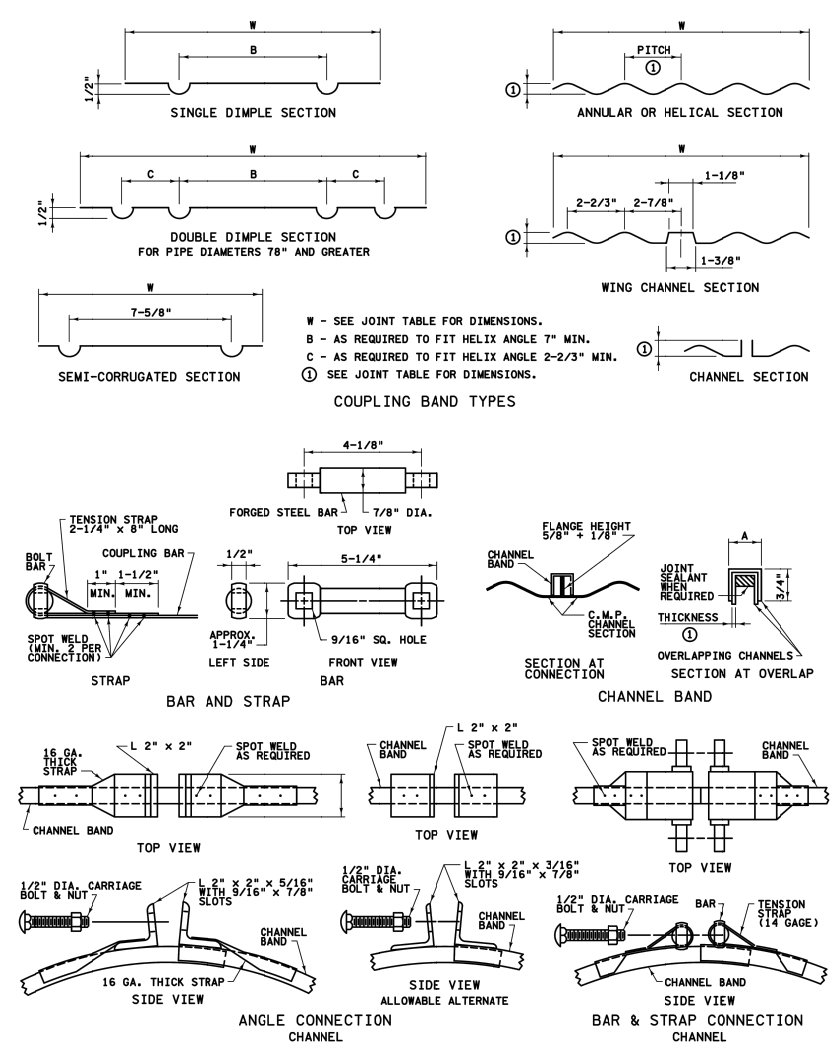 W
B
1/2"
SINGLE DIMPLE SECTION
W
PITCH
①
①
ANNULAR OR HELICAL SECTION
W
C
B
C
1/2"
DOUBLE DIMPLE SECTION
FOR PIPE DIAMETERS 78" AND GREATER
W
1-1/8"
2-2/3"
2-7/8"
①
1-3/8"
WING CHANNEL SECTION
W
7-5/8"
SEMI-CORRUGATED SECTION
W - SEE JOINT TABLE FOR DIMENSIONS.
B - AS REQUIRED TO FIT HELIX ANGLE 7" MIN.
C - AS REQUIRED TO FIT HELIX ANGLE 2-2/3" MIN.
① SEE JOINT TABLE FOR DIMENSIONS.
①
CHANNEL SECTION
COUPLING BAND TYPES
4-1/8"
FORGED STEEL BAR
7/8" DIA.
TOP VIEW
TENSION STRAP
2-1/4" x 8" LONG
BOLT
BAR
COUPLING BAR
1"
MIN.
1-1/2"
MIN.
SPOT WELD
(MIN. 2 PER
CONNECTION)
STRAP
1/2"
APPROX.
1-1/4"
LEFT SIDE
5-1/4"
9/16" SQ. HOLE
FRONT VIEW
BAR
BAR AND STRAP
FLANGE HEIGHT
5/8" + 1/8"
CHANNEL
BAND
C.M.P.
CHANNEL
SECTION
SECTION AT
CONNECTION
A
JOINT
SEALANT
WHEN
REQUIRED
3/4"
THICKNESS
①
OVERLAPPING CHANNELS
SECTION AT OVERLAP
CHANNEL BAND
16 GA.
THICK
STRAP
L 2" x 2"
SPOT WELD
AS REQUIRED
CHANNEL BAND
TOP VIEW
CHANNEL
BAND
L 2" x 2"
SPOT WELD
AS REQUIRED
TOP VIEW
SPOT WELD
AS REQUIRED
CHANNEL
BAND
TOP VIEW
1/2" DIA. CARRIAGE
BOLT & NUT
L 2" x 2" x 5/16"
WITH 9/16" x 7/8"
SLOTS
CHANNEL
BAND
16 GA. THICK STRAP
SIDE VIEW
1/2" DIA.
CARRIAGE
BOLT & NUT
L 2" x 2" x 3/16"
WITH 9/16" x 7/8"
SLOTS
CHANNEL
BAND
SIDE VIEW
ALLOWABLE ALTERNATE
ANGLE CONNECTION
CHANNEL
1/2" DIA. CARRIAGE
BOLT & NUT
BAR
TENSION
STRAP
(14 GAGE)
CHANNEL BAND
SIDE VIEW
BAR & STRAP CONNECTION
CHANNEL